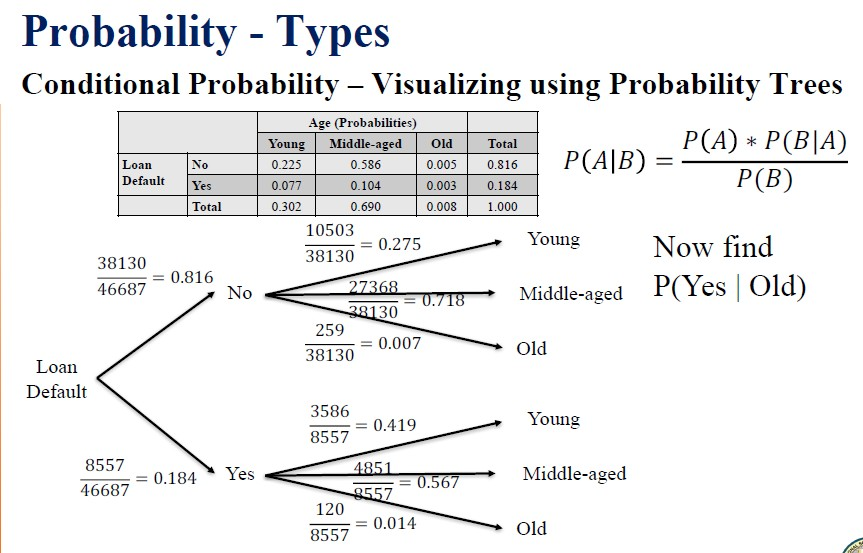 Probability - Types
Conditional Probability – Visualizing using Probability Trees
Age (Probabilities)
Young Middle-aged Old Total
Loan Default No 0.225 0.586 0.005 0.816
Yes 0.077 0.104 0.003 0.184
Total 0.302 0.690 0.008 1.000
P(A|B) = P(A) * P(B|A) / P(B)
10503/38130 = 0.275
Young
Now find
P(Yes | Old)
38130/46687 = 0.816
No
27368/38130 = 0.718
Middle-aged
259/38130 = 0.007
Old
Loan
Default
3586/8557 = 0.419
Young
8557/46687 = 0.184
Yes
4851/8557 = 0.567
Middle-aged
120/8557 = 0.014
Old